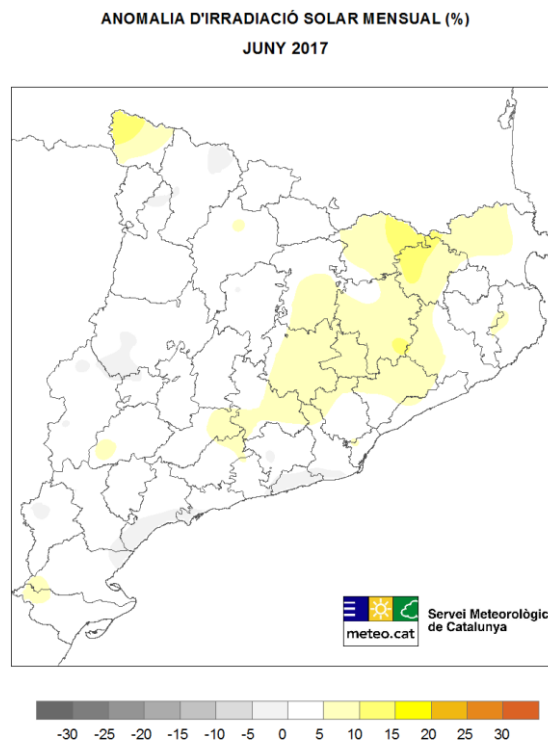 ANOMALIA D'IRRADIACIÓ SOLAR MENSUAL (%)
JUNY 2017
meteo.cat
Servei Meteorològic
de Catalunya
-30 -25 -20 -15 -10 -5 0 5 10 15 20 25 30